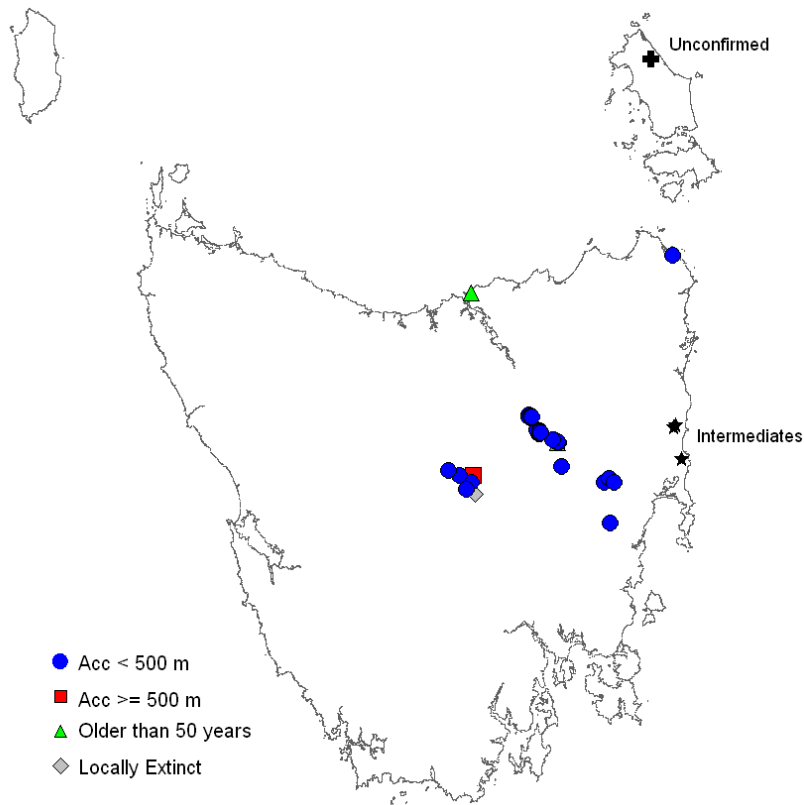 Unconfirmed
Intermediates
Acc < 500 m
Acc >= 500 m
Older than 50 years
Locally Extinct